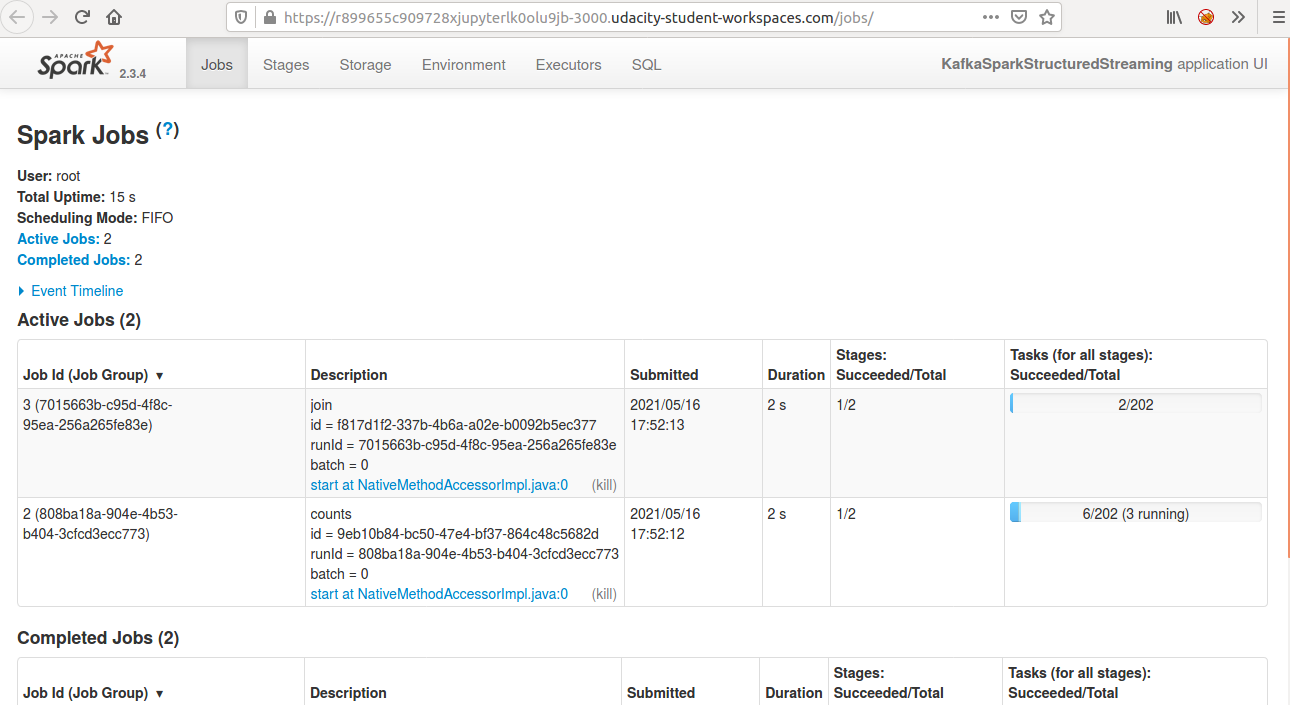 https://r899655c909728xjupyterlk0olu9jb-3000.udacity-student-workspaces.com/jobs/
APACHE
Spark 2.3.4
Jobs
Stages
Storage
Environment
Executors
SQL
KafkaSparkStructuredStreaming application UI
Spark Jobs (?)
User: root
Total Uptime: 15 s
Scheduling Mode: FIFO
Active Jobs: 2
Completed Jobs: 2
Event Timeline
Active Jobs (2)
Job Id (Job Group) ▼
Description
Submitted
Duration
Stages:
Succeeded/Total
Tasks (for all stages):
Succeeded/Total
3 (7015663b-c95d-4f8c-
95ea-256a265fe83e)
join
id = f817d1f2-337b-4b6a-a02e-b0092b5ec377
runId = 7015663b-c95d-4f8c-95ea-256a265fe83e
batch = 0
start at NativeMethodAccessorImpl.java:0 (kill)
2021/05/16
17:52:13
2 s
1/2
2/202
2 (808ba18a-904e-4b53-
b404-3cfcd3ecc773)
counts
id = 9eb10b84-bc50-47e4-bf37-864c48c5682d
runId = 808ba18a-904e-4b53-b404-3cfcd3ecc773
batch = 0
start at NativeMethodAccessorImpl.java:0 (kill)
2021/05/16
17:52:12
2 s
1/2
6/202 (3 running)
Completed Jobs (2)
Job Id (Job Group) ▼
Description
Submitted
Duration
Stages:
Succeeded/Total
Tasks (for all stages):
Succeeded/Total